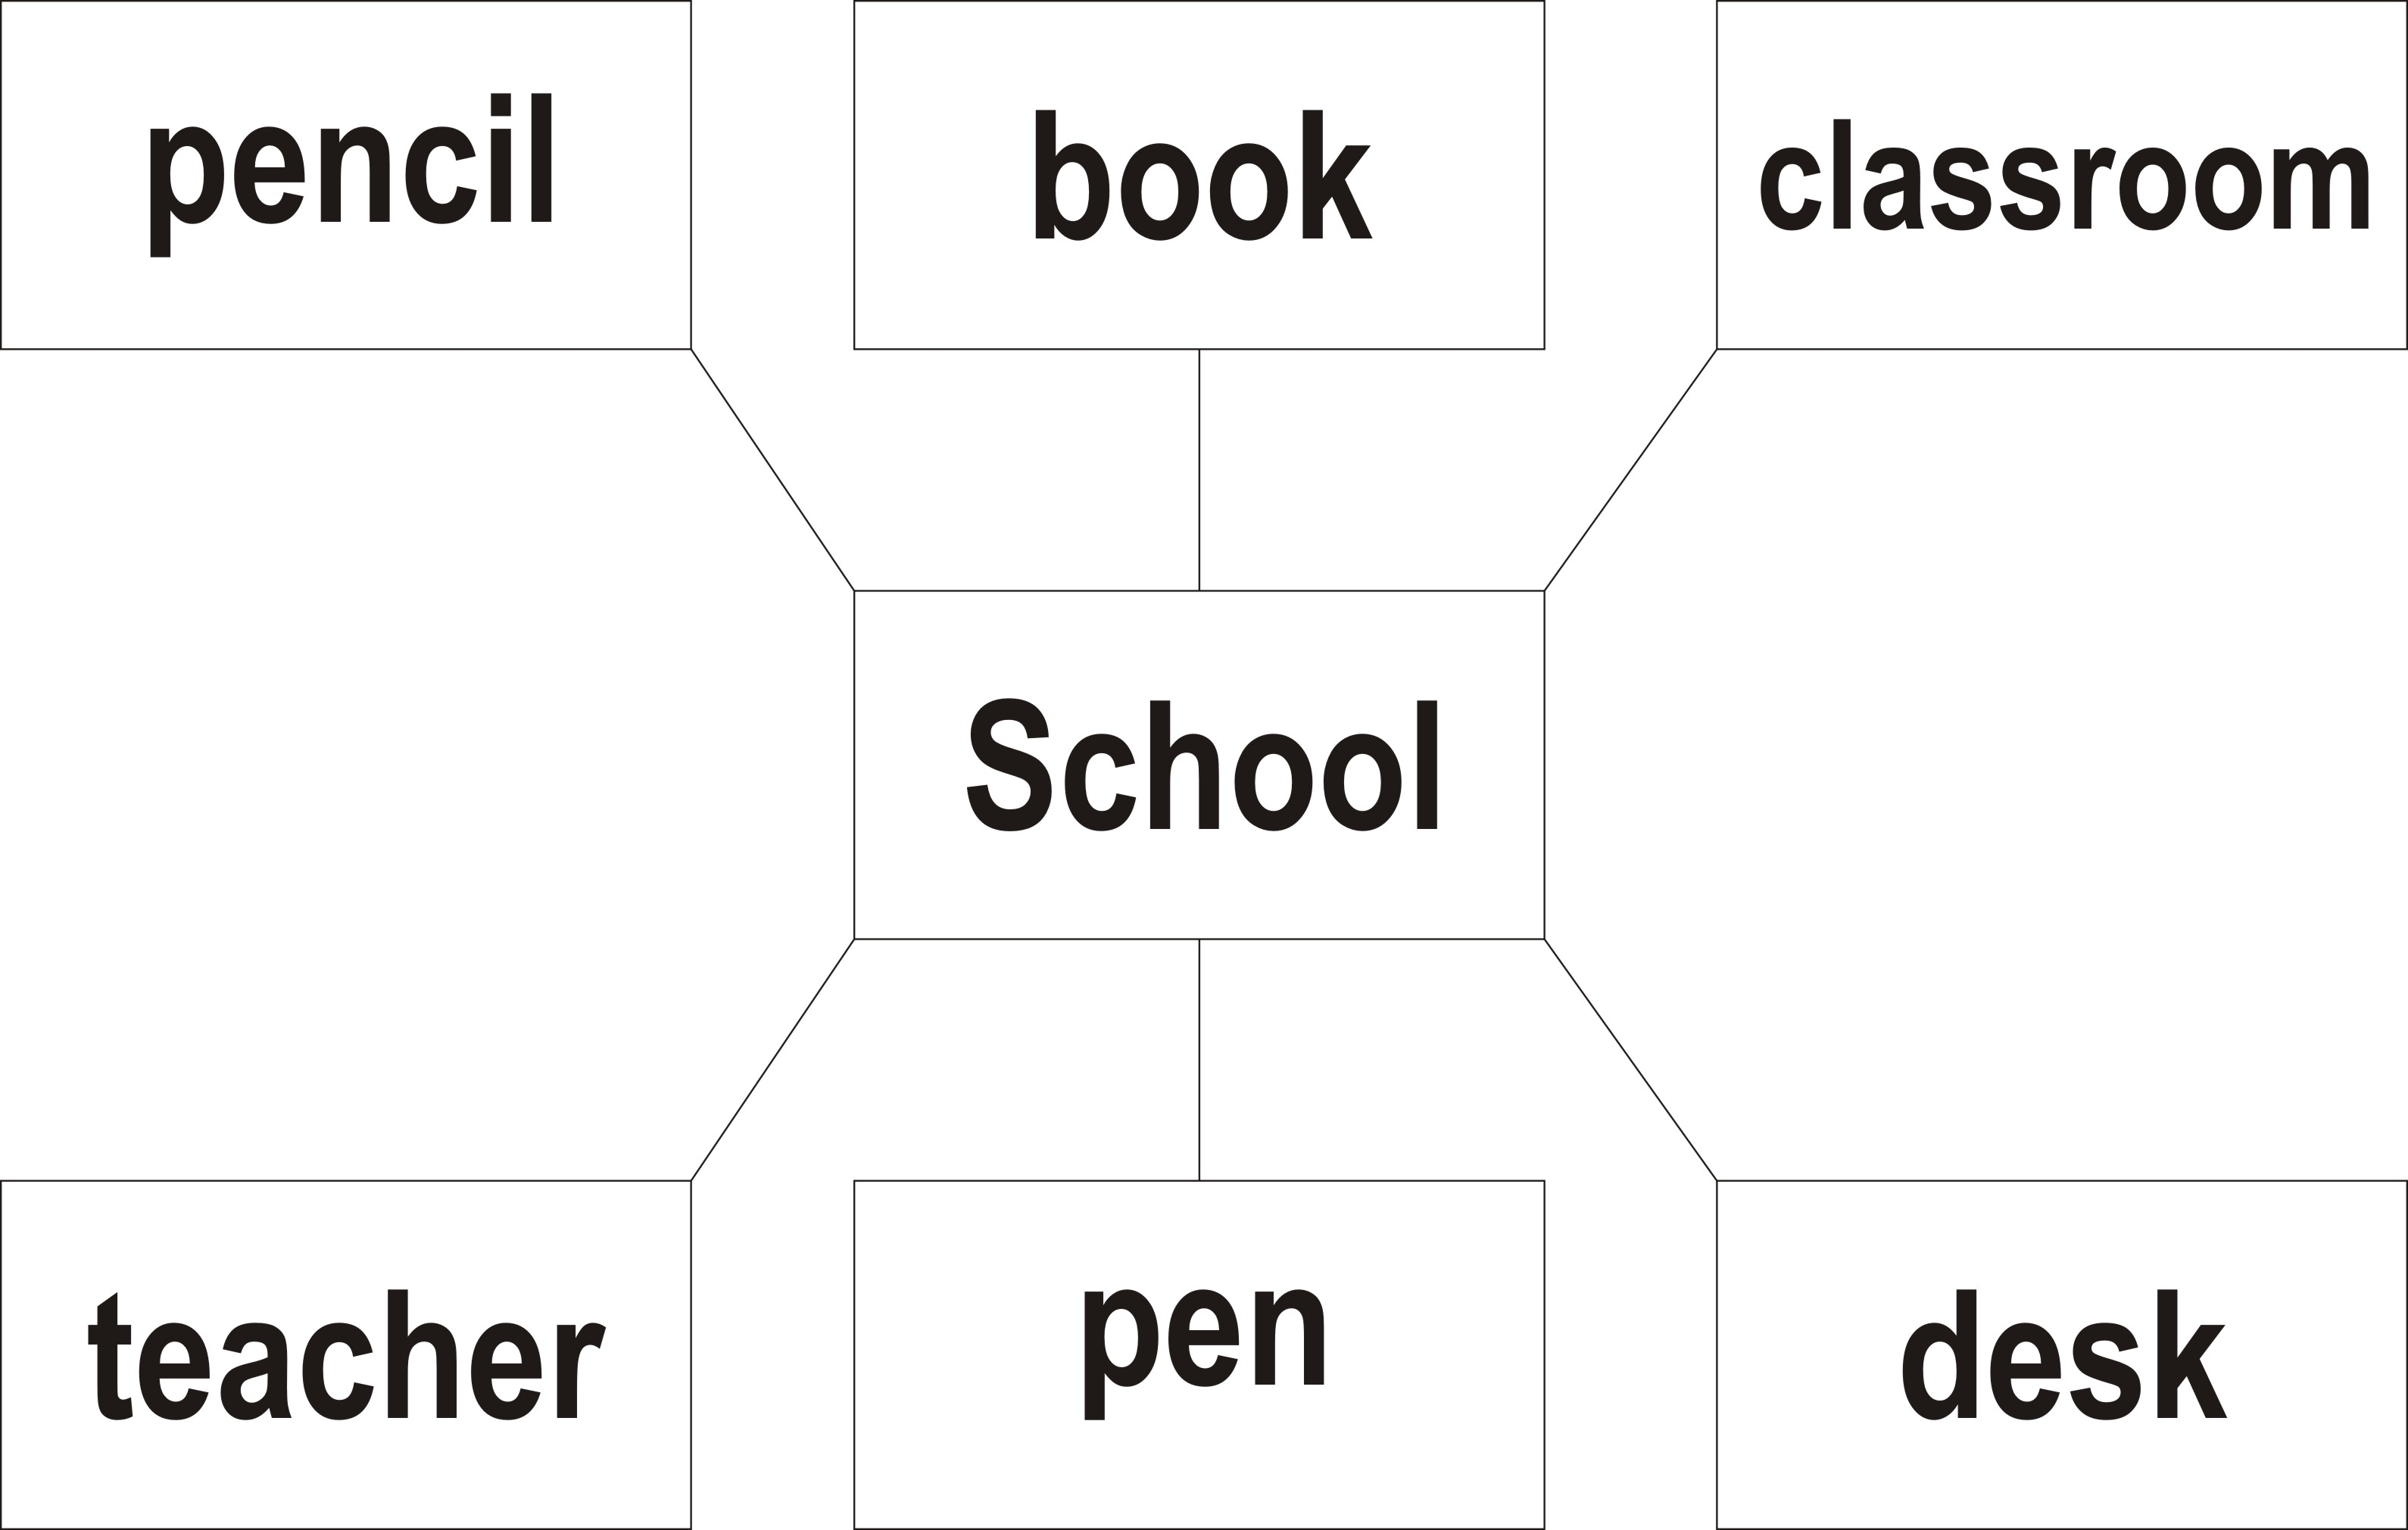 pencil
book
classroom
School
teacher
pen
desk